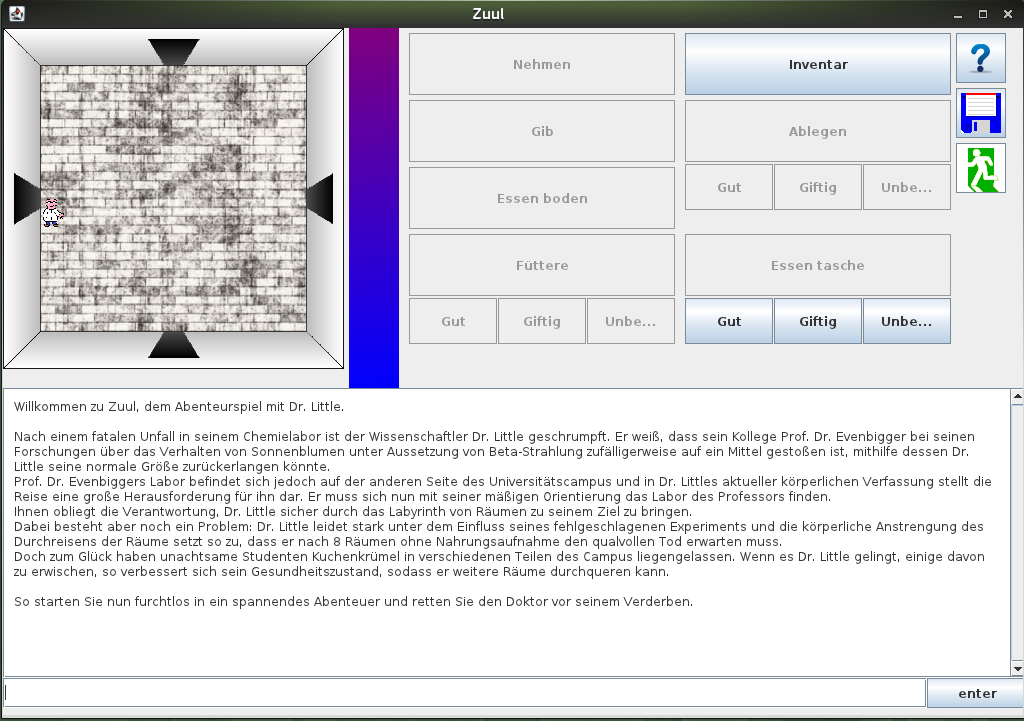 Zuul
Nehmen
Inventar
?
Gib
Ablegen
Gut
Giftig
Unbe...
Essen boden
Füttere
Essen tasche
Gut
Giftig
Unbe...
Gut
Giftig
Unbe...
Willkommen zu Zuul, dem Abenteurspiel mit Dr. Little.
Nach einem fatalen Unfall in seinem Chemielabor ist der Wissenschaftler Dr. Little geschrumpft. Er weiß, dass sein Kollege Prof. Dr. Evenbigger bei seinen
Forschungen über das Verhalten von Sonnenblumen unter Aussetzung von Beta-Strahlung zufälligerweise auf ein Mittel gestoßen ist, mithilfe dessen Dr.
Little seine normale Größe zurückerlangen könnte.
Prof. Dr. Evenbiggers Labor befindet sich jedoch auf der anderen Seite des Universitätscampus und in Dr. Littles aktueller körperlichen Verfassung stellt die
Reise eine große Herausforderung für ihn dar. Er muss sich nun mit seiner mäßigen Orientierung das Labor des Professors finden.
Ihnen obliegt die Verantwortung, Dr. Little sicher durch das Labyrinth von Räumen zu seinem Ziel zu bringen.
Dabei besteht aber noch ein Problem: Dr. Little leidet stark unter dem Einfluss seines fehlgeschlagenen Experiments und die körperliche Anstrengung des
Durchreisens der Räume setzt so zu, dass er nach 8 Räumen ohne Nahrungsaufnahme den qualvollen Tod erwarten muss.
Doch zum Glück haben unachtsame Studenten Kuchenkrümel in verschiedenen Teilen des Campus liegengelassen. Wenn es Dr. Little gelingt, einige davon
zu erwischen, so verbessert sich sein Gesundheitszustand, sodass er weitere Räume durchqueren kann.
So starten Sie nun furchtlos in ein spannendes Abenteuer und retten Sie den Doktor vor seinem Verderben.
enter